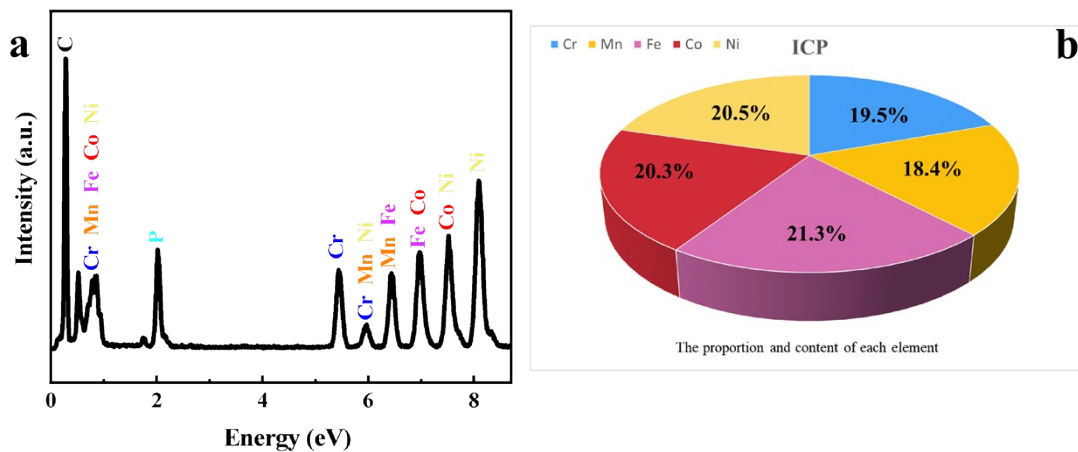 a
Intensity (a.u.)
C
Cr Mn Fe Co Ni
P
Cr
Cr Mn Ni
Mn Fe
Fe Co
Co Ni
Ni
0 2 4 6 8
Energy (eV)
b
Cr Mn Fe Co Ni
ICP
20.5%
19.5%
20.3%
18.4%
21.3%
The proportion and content of each element